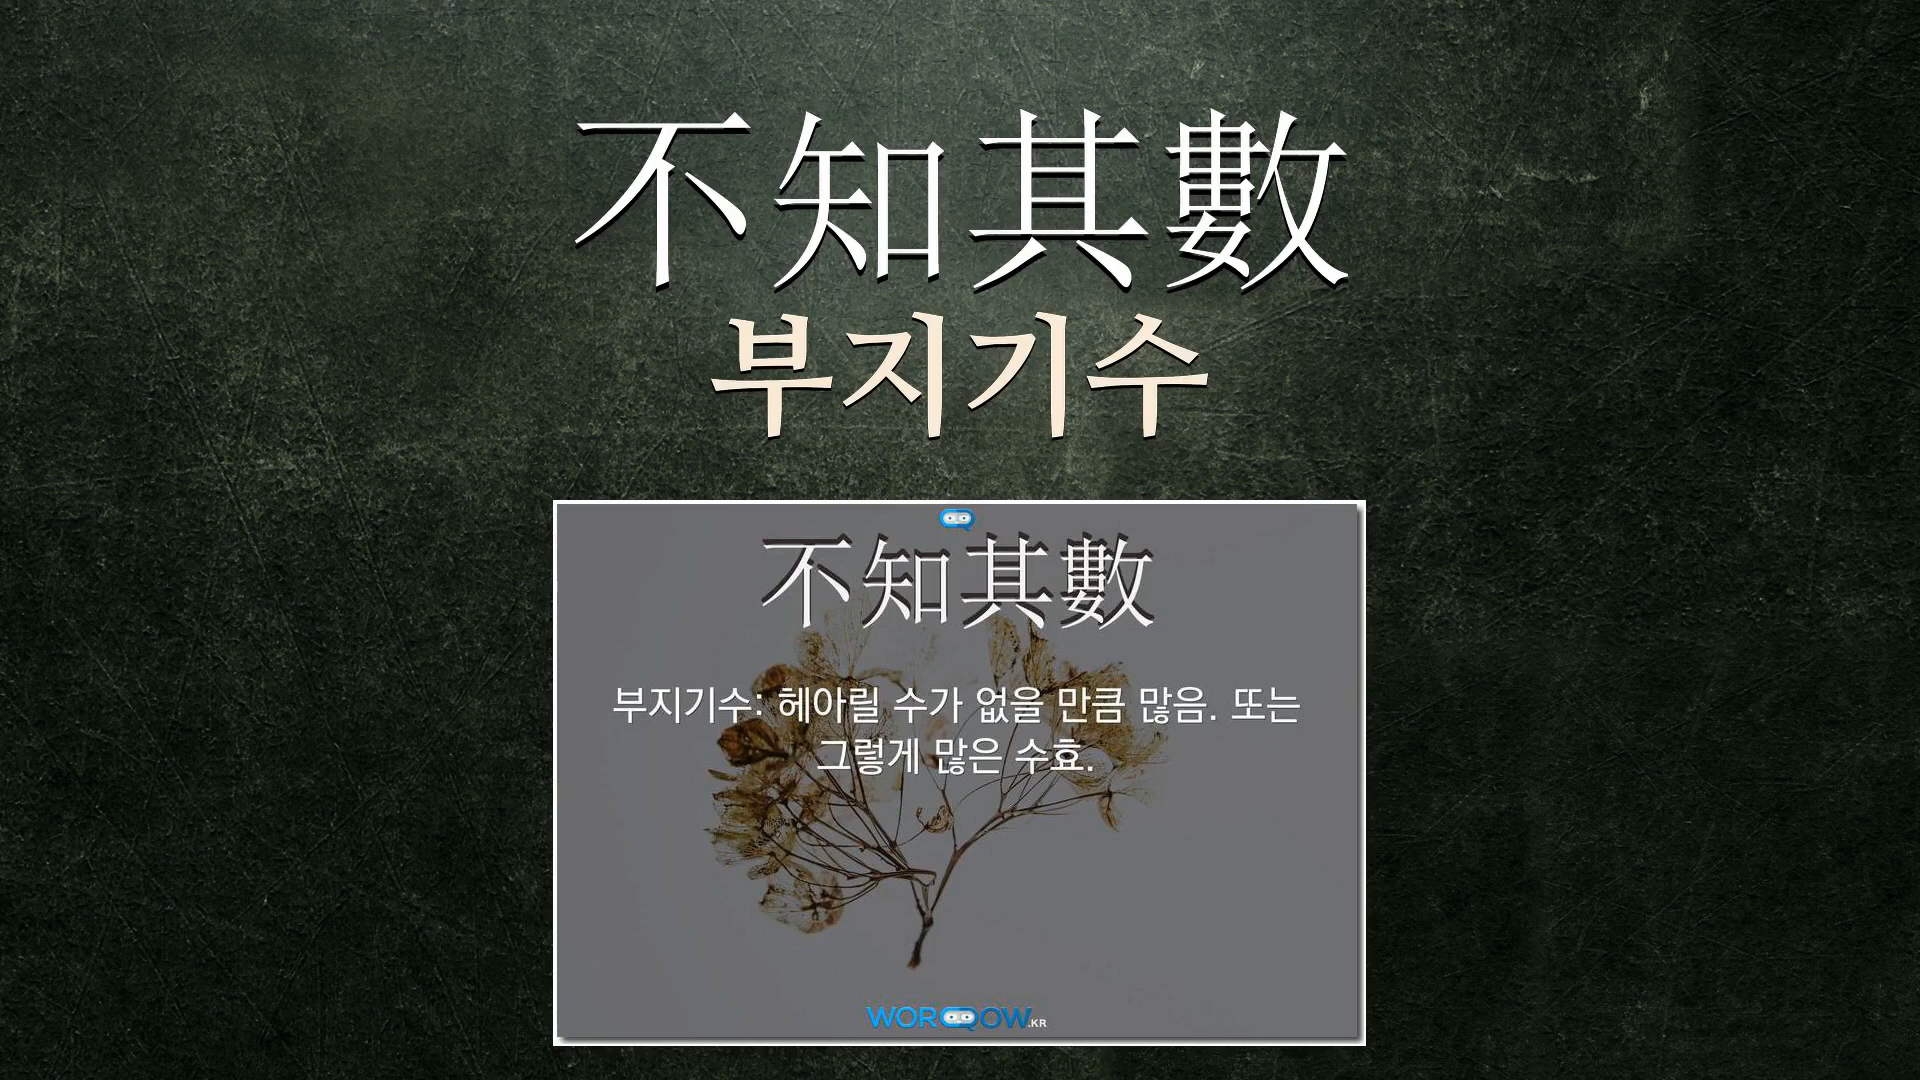 不知其數
부지기수
不知其數
부지기수: 헤아릴 수가 없을 만큼 많음. 또는
그렇게 많은 수효.
WORDROW.KR